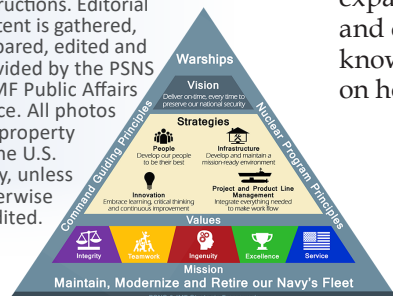 ructions. Editorial
tent is gathered,
pared, edited and
vided by the PSNS
MF Public Affairs
ce. All photos
property
he U.S.
y, unless
erwise
dited.
expa
and e
know
on he
Warships
Vision
Deliver on-time, every time to
preserve our national security
Command Guiding Principles
Nuclear Program Principles
Strategies
People
Develop our people
to be their best
Infrastructure
Develop and maintain a
mission-ready environment
Innovation
Embrace learning, critical thinking
and continuous improvement
Project and Product Line
Management
Integrate everything needed
to make work flow
Values
Integrity
Teamwork
Ingenuity
Excellence
Service
Mission
Maintain, Modernize and Retire our Navy's Fleet